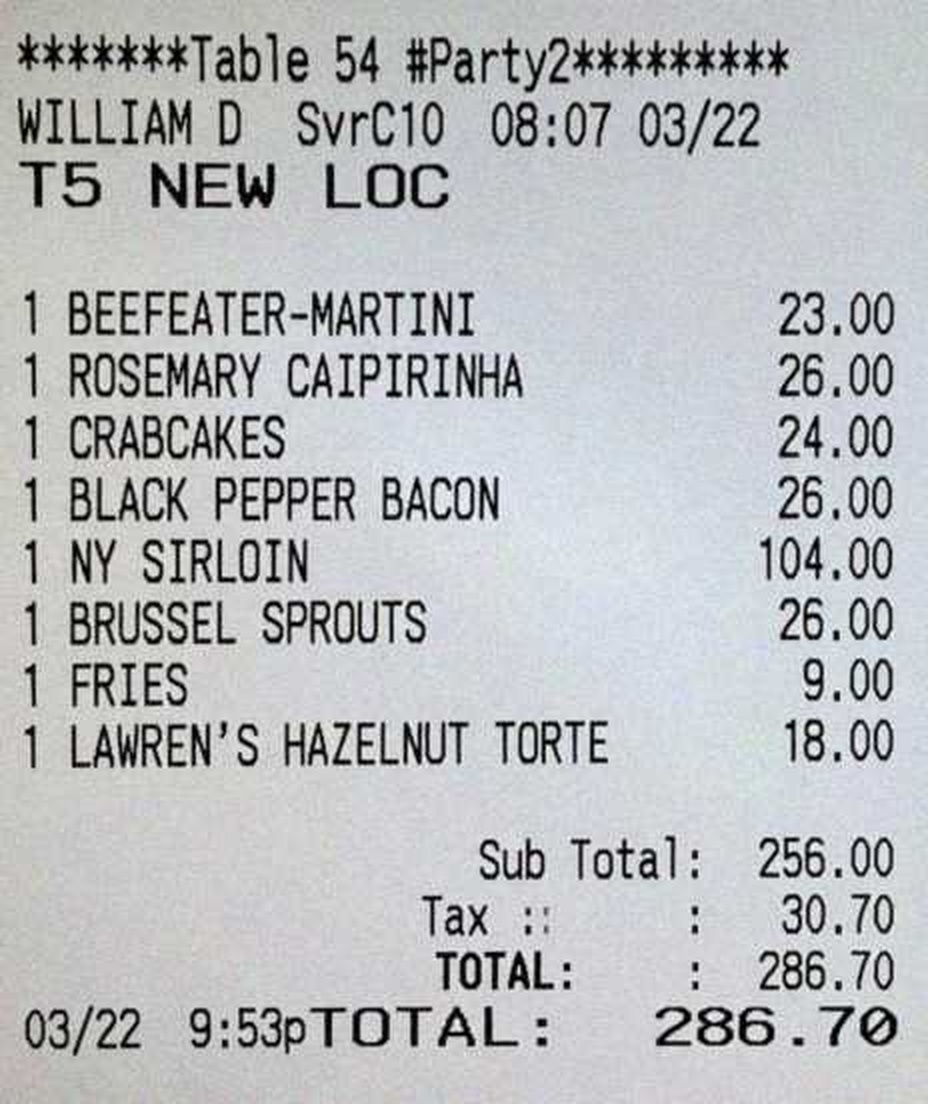 *******Table 54 #Party2*********
WILLIAM D SvrC10 08:07 03/22
T5 NEW LOC
1 BEEFEATER-MARTINI 23.00
1 ROSEMARY CAIPIRINHA 26.00
1 CRABCAKES 24.00
1 BLACK PEPPER BACON 26.00
1 NY SIRLOIN 104.00
1 BRUSSEL SPROUTS 26.00
1 FRIES 9.00
1 LAWREN'S HAZELNUT TORTE 18.00
Sub Total: 256.00
Tax :: : 30.70
TOTAL: : 286.70
03/22 9:53pTOTAL: 286.70